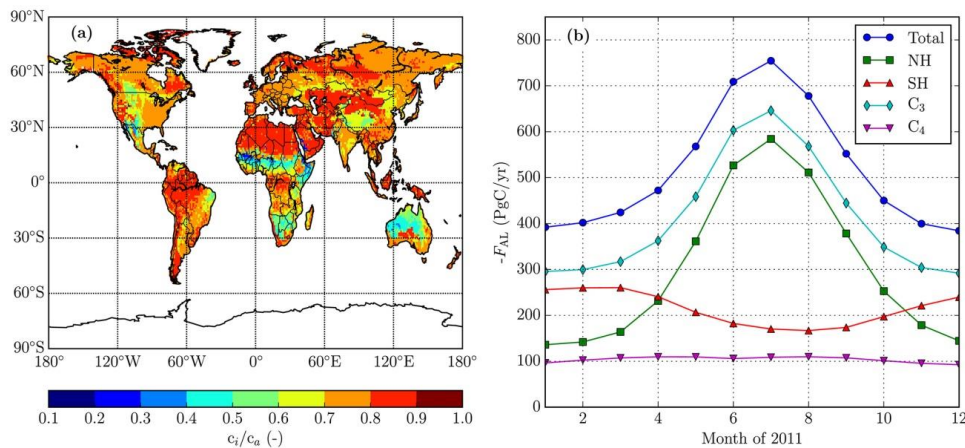 (a)
90°N
60°N
30°N
0°
30°S
60°S
90°S
180° 120°W 60°W 0° 60°E 120°E 180°
0.1 0.2 0.3 0.4 0.5 0.6 0.7 0.8 0.9 1.0
c_i/c_a (-)
(b)
Total
NH
SH
C₃
C₄
800
700
600
500
400
300
200
100
0
-F_AL (PgC/yr)
2 4 6 8 10 12
Month of 2011